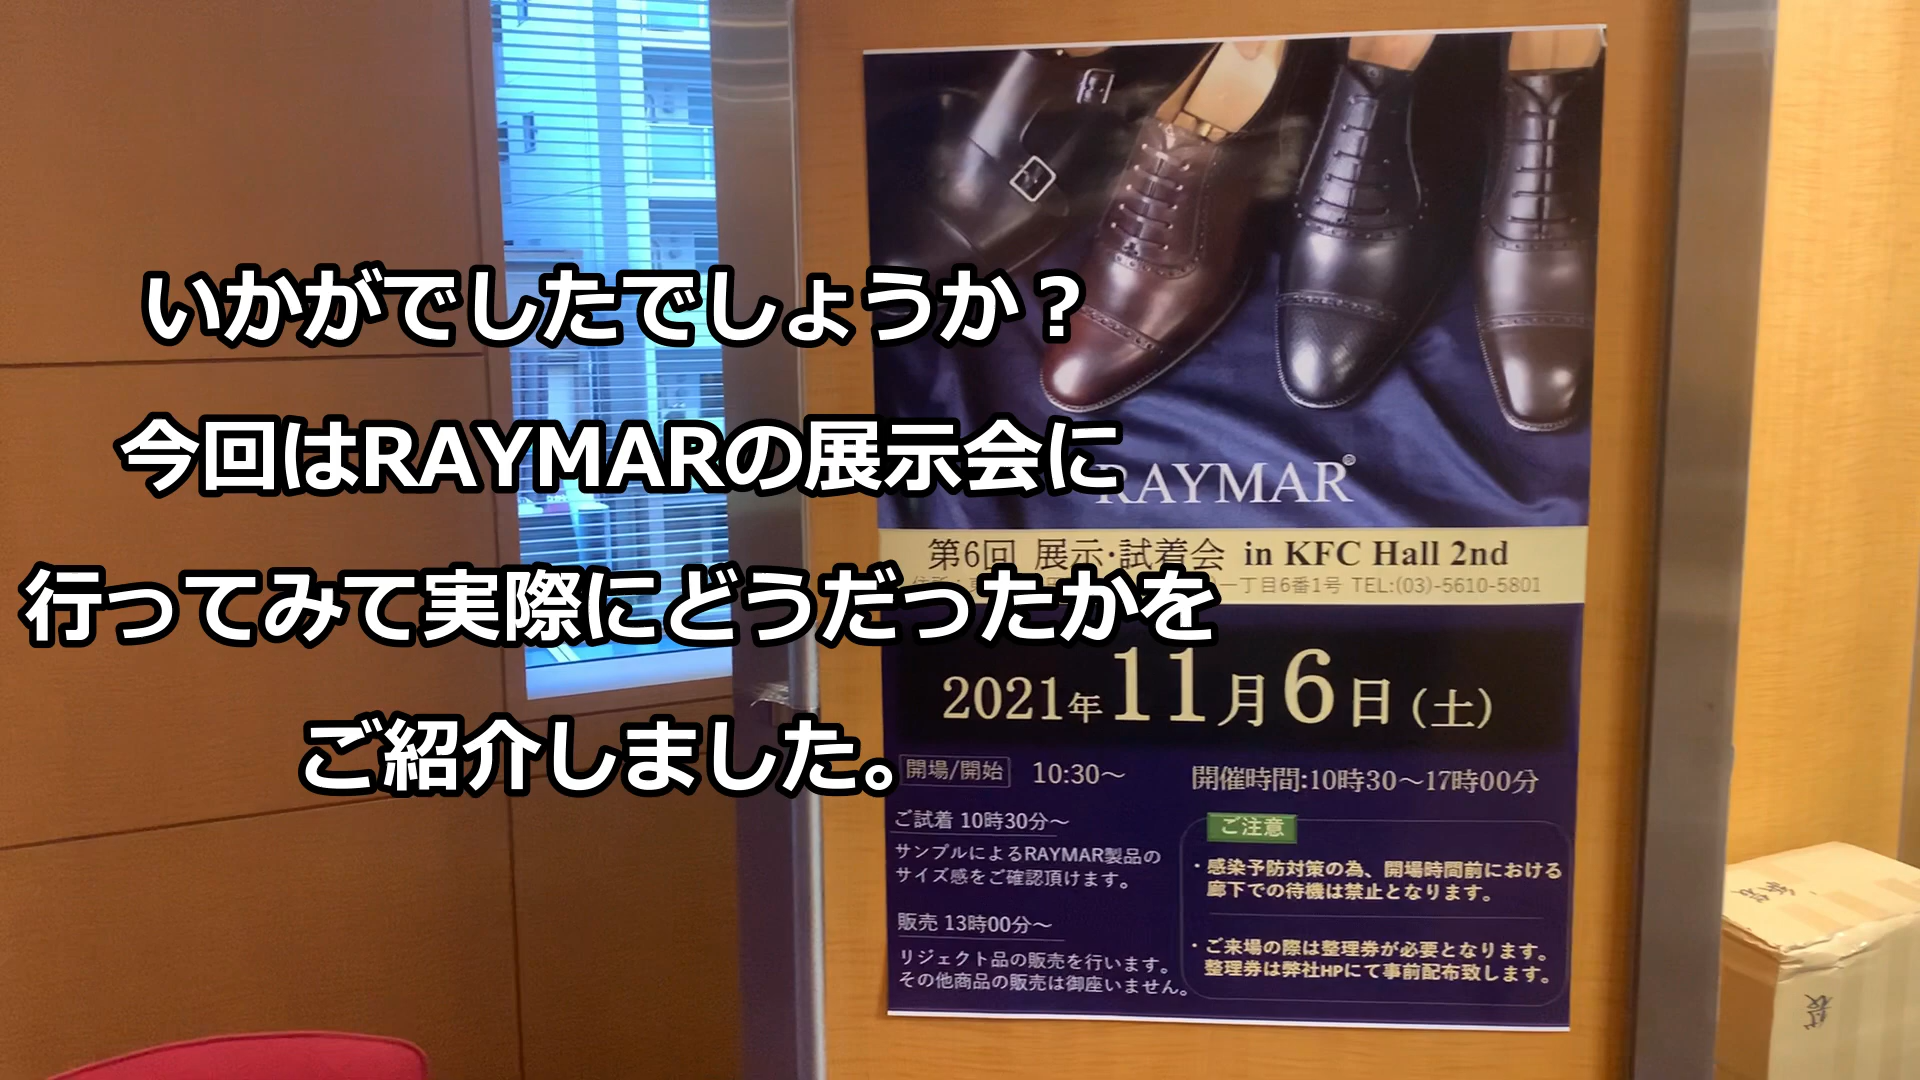 いかがでしたでしょうか？
今回はRAYMARの展示会に
行ってみて実際にどうだったかを
ご紹介しました。
RAYMAR®
第6回 展示・試着会 in KFC Hall 2nd
一丁目6番1号 TEL:(03)-5610-5801
2021年11月6日（土）
開場/開始 10:30～ 開催時間:10時30～17時00分
ご試着 10時30分～
サンプルによるRAYMAR製品の
サイズ感をご確認頂けます。
販売 13時00分～
リジェクト品の販売を行います。
その他商品の販売は御座いません。
ご注意
・感染予防対策の為、開場時間前における
廊下での待機は禁止となります。
・ご来場の際は整理券が必要となります。
整理券は弊社HPにて事前配布致します。